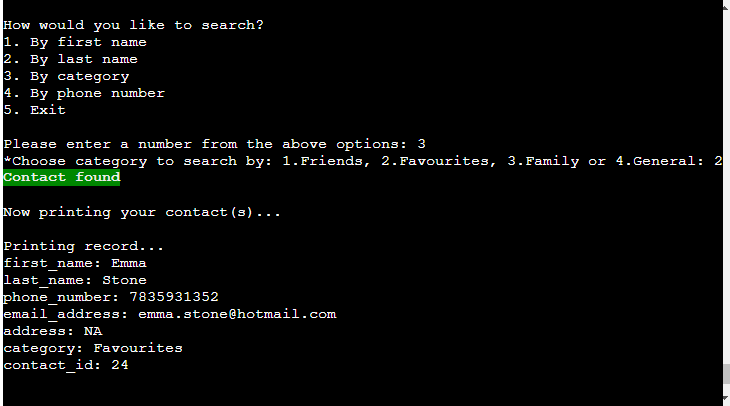 How would you like to search?
1. By first name
2. By last name
3. By category
4. By phone number
5. Exit
Please enter a number from the above options: 3
*Choose category to search by: 1.Friends, 2.Favourites, 3.Family or 4.General: 2
Contact found
Now printing your contact(s)...
Printing record...
first_name: Emma
last_name: Stone
phone_number: 7835931352
email_address: emma.stone@hotmail.com
address: NA
category: Favourites
contact_id: 24